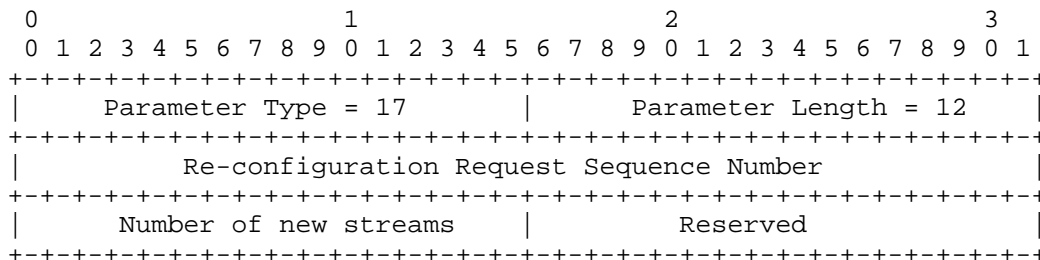 0                   1                   2                   3
 0 1 2 3 4 5 6 7 8 9 0 1 2 3 4 5 6 7 8 9 0 1 2 3 4 5 6 7 8 9 0 1
+-+-+-+-+-+-+-+-+-+-+-+-+-+-+-+-+-+-+-+-+-+-+-+-+-+-+-+-+-+-+-+-+
|     Parameter Type = 17       |      Parameter Length = 12    |
+-+-+-+-+-+-+-+-+-+-+-+-+-+-+-+-+-+-+-+-+-+-+-+-+-+-+-+-+-+-+-+-+
|          Re-configuration Request Sequence Number             |
+-+-+-+-+-+-+-+-+-+-+-+-+-+-+-+-+-+-+-+-+-+-+-+-+-+-+-+-+-+-+-+-+
|      Number of new streams    |         Reserved              |
+-+-+-+-+-+-+-+-+-+-+-+-+-+-+-+-+-+-+-+-+-+-+-+-+-+-+-+-+-+-+-+-+